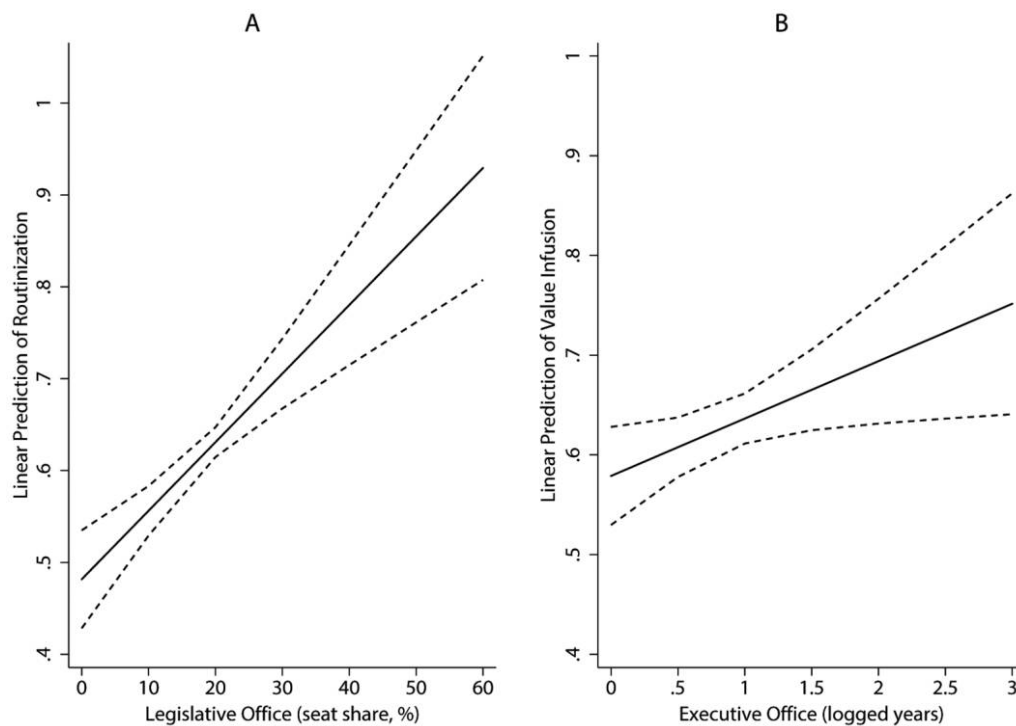 A
Linear Prediction of Routinization
1
.9
.8
.7
.6
.5
.4
0 10 20 30 40 50 60
Legislative Office (seat share, %)
B
Linear Prediction of Value Infusion
1
.9
.8
.7
.6
.5
.4
0 .5 1 1.5 2 2.5 3
Executive Office (logged years)